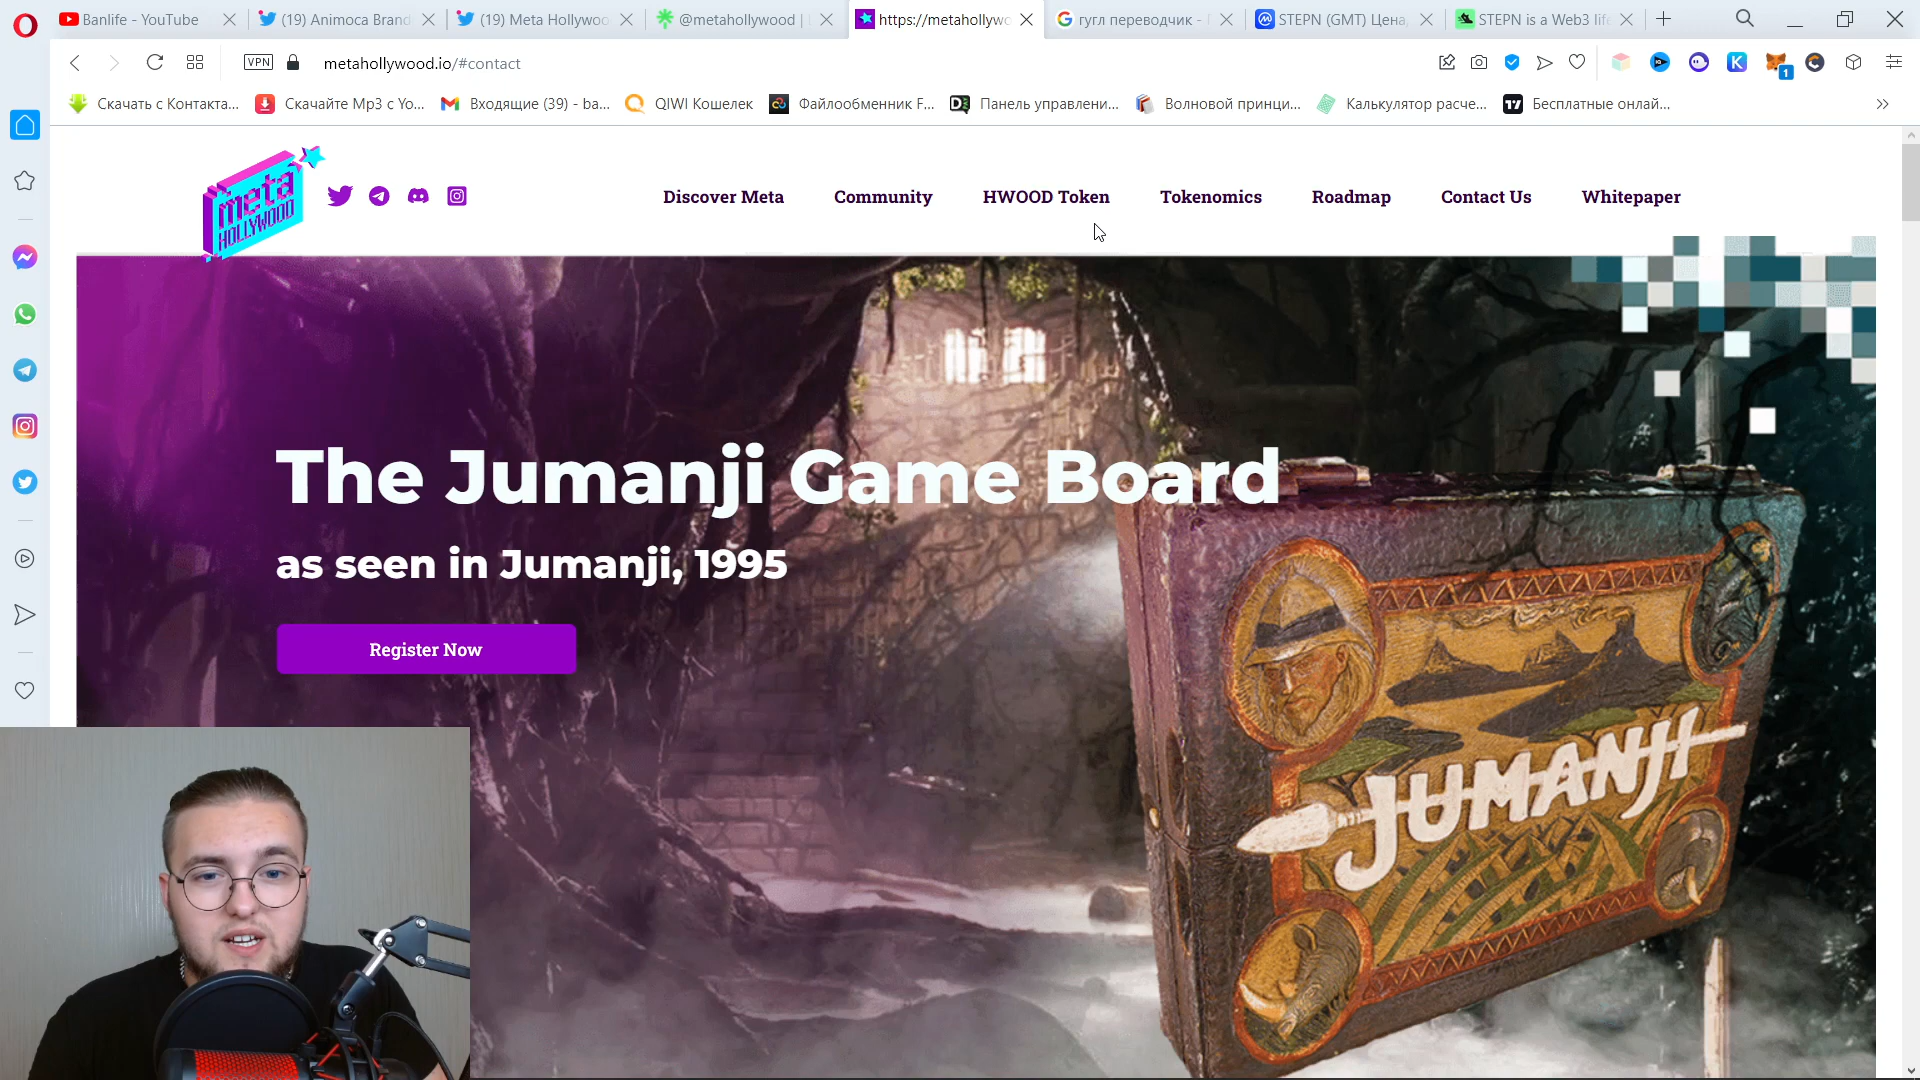 Banlife - YouTube
(19) Animoca Brand
(19) Meta Hollywoo
@metahollywood |
https://metahollywo
гугл переводчик -
STEPN (GMT) Цена,
STEPN is a Web3 life
VPN
metahollywood.io/#contact
1
Скачать с Контакта...
Скачайте Mp3 с Yo...
Входящие (39) - ba...
QIWI Кошелек
Файлообменник F...
Панель управлени...
Волновой принци...
Калькулятор расче...
Бесплатные онлай...
meta
HOLLYWOOD
Discover Meta
Community
HWOOD Token
Tokenomics
Roadmap
Contact Us
Whitepaper
The Jumanji Game Board
as seen in Jumanji, 1995
Register Now
JUMANJI